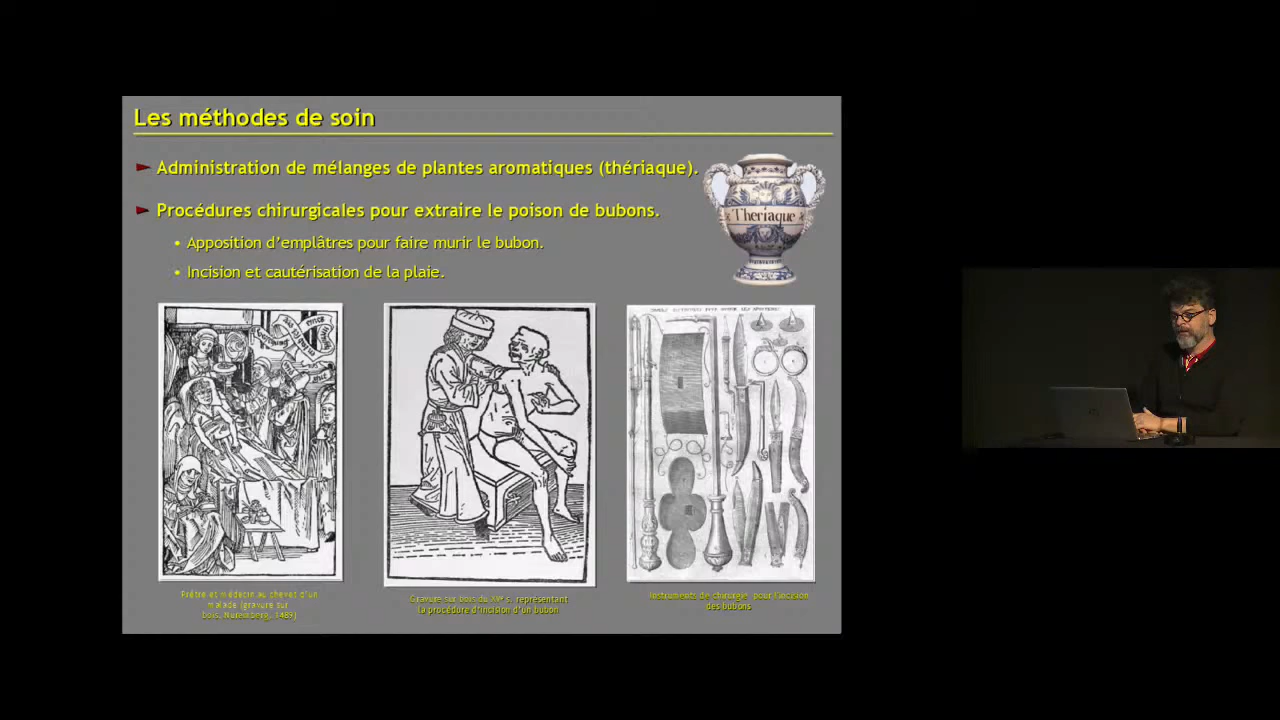 Les méthodes de soin
Administration de mélanges de plantes aromatiques (thériaque).
Procédures chirurgicales pour extraire le poison de bubons.
• Apposition d'emplâtres pour faire murir le bubon.
• Incision et cautérisation de la plaie.
Theriaque
Prêtre et médecin au chevet d'un
malade (gravure sur
bois, Nuremberg, 1489)
Gravure sur bois du XVe s. représentant
la procédure d'incision d'un bubon
Instruments de chirurgie pour l'incision
des bubons